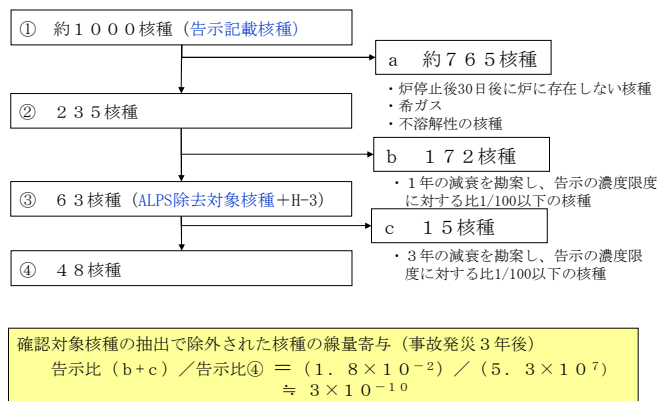 ① 約１０００核種（告示記載核種）
a 約７６５核種
・炉停止後30日後に炉に存在しない核種
・希ガス
・不溶解性の核種
② ２３５核種
b １７２核種
・１年の減衰を勘案し、告示の濃度限度
に対する比1/100以下の核種
③ ６３核種（ALPS除去対象核種＋H-3）
c １５核種
・３年の減衰を勘案し、告示の濃度限
度に対する比1/100以下の核種
④ ４８核種
確認対象核種の抽出で除外された核種の線量寄与（事故発災３年後）
告示比（b+c）／告示比④ ＝（１．８×１０⁻²）／（５．３×１０⁷）
≒ ３×１０⁻¹⁰